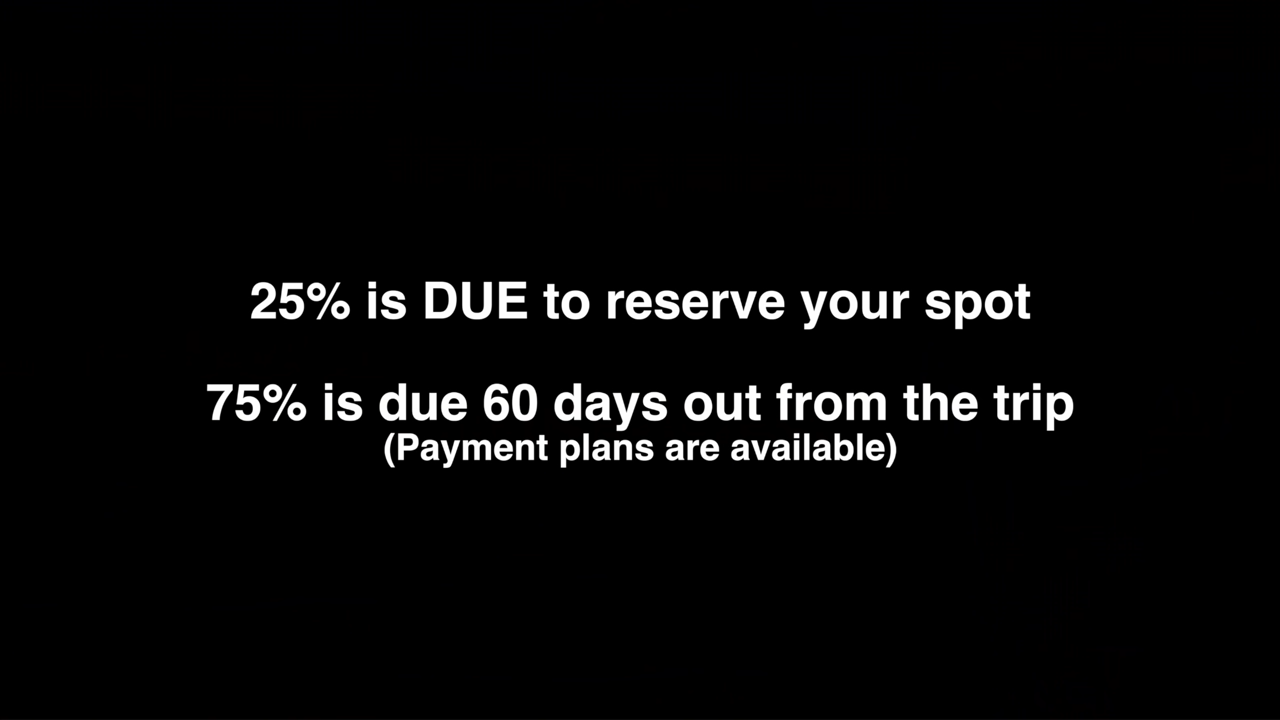 25% is DUE to reserve your spot
75% is due 60 days out from the trip
(Payment plans are available)